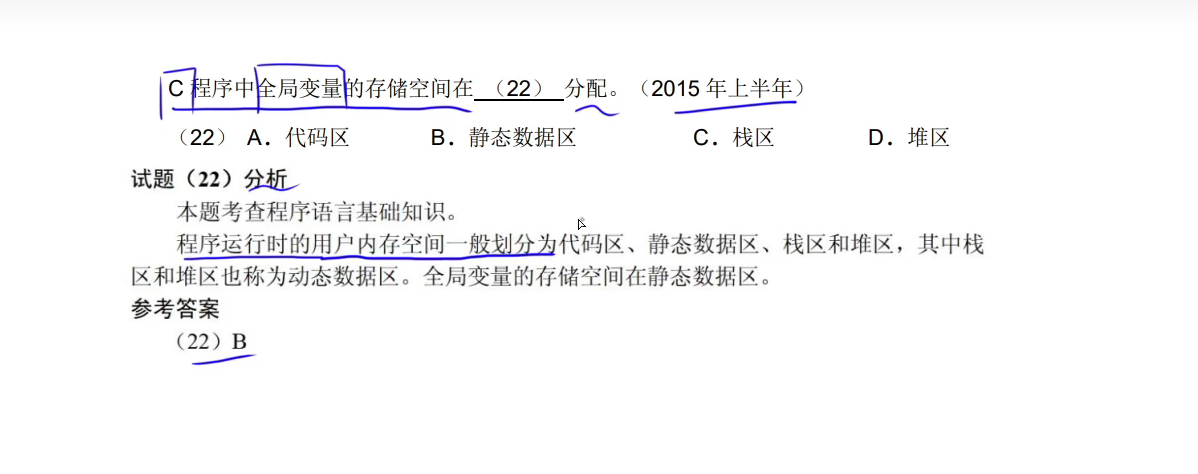 C 程序中全局变量的存储空间在 （22） 分配。（2015 年上半年）
（22） A．代码区 B．静态数据区 C．栈区 D．堆区
试题（22）分析
本题考查程序语言基础知识。
程序运行时的用户内存空间一般划分为代码区、静态数据区、栈区和堆区，其中栈
区和堆区也称为动态数据区。全局变量的存储空间在静态数据区。
参考答案
（22）B